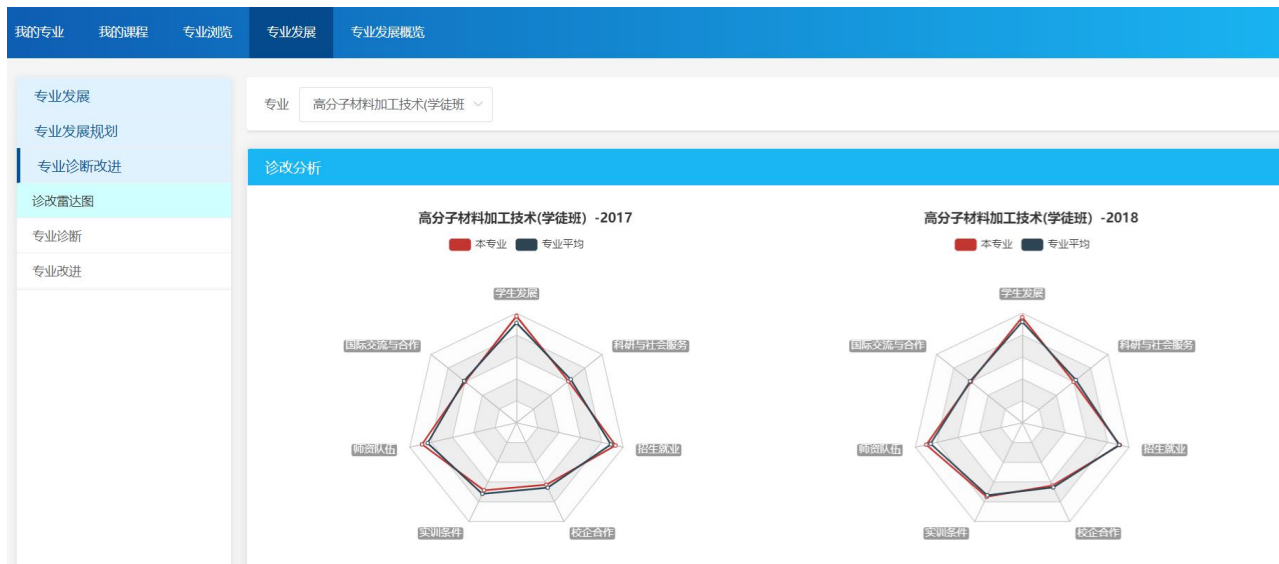 我的专业 我的课程 专业浏览 专业发展 专业发展概览
专业发展
专业发展规划
专业诊断改进
诊改雷达图
专业诊断
专业改进
专业 高分子材料加工技术(学徒班
诊改分析
高分子材料加工技术(学徒班) -2017
本专业 专业平均
学生发展
国际交流与合作 科研与社会服务
师资队伍 招生就业
实训条件 校企合作
高分子材料加工技术(学徒班) -2018
本专业 专业平均
学生发展
国际交流与合作 科研与社会服务
师资队伍 招生就业
实训条件 校企合作